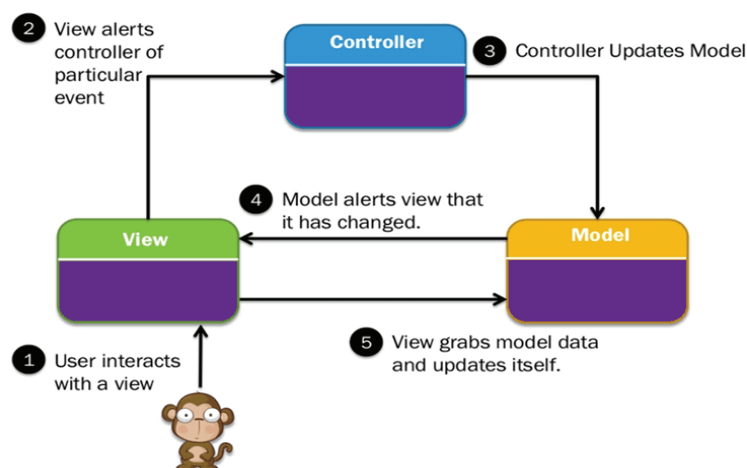 2
View alerts
controller of
particular
event
Controller
3
Controller Updates Model
4
Model alerts view that
it has changed.
View
Model
5
View grabs model data
and updates itself.
1
User interacts
with a view